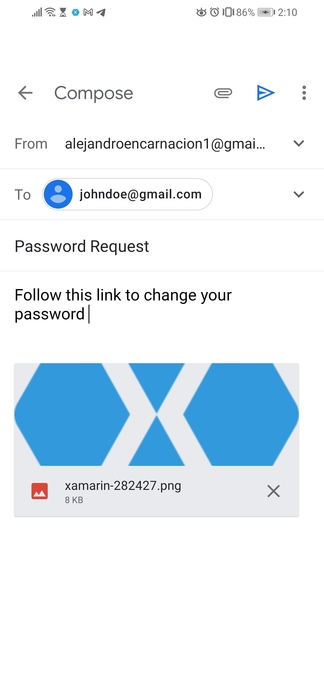 86% 2:10
Compose
From alejandroencarnacion1@gmai...
To johndoe@gmail.com
Password Request
Follow this link to change your
password
xamarin-282427.png
8 KB